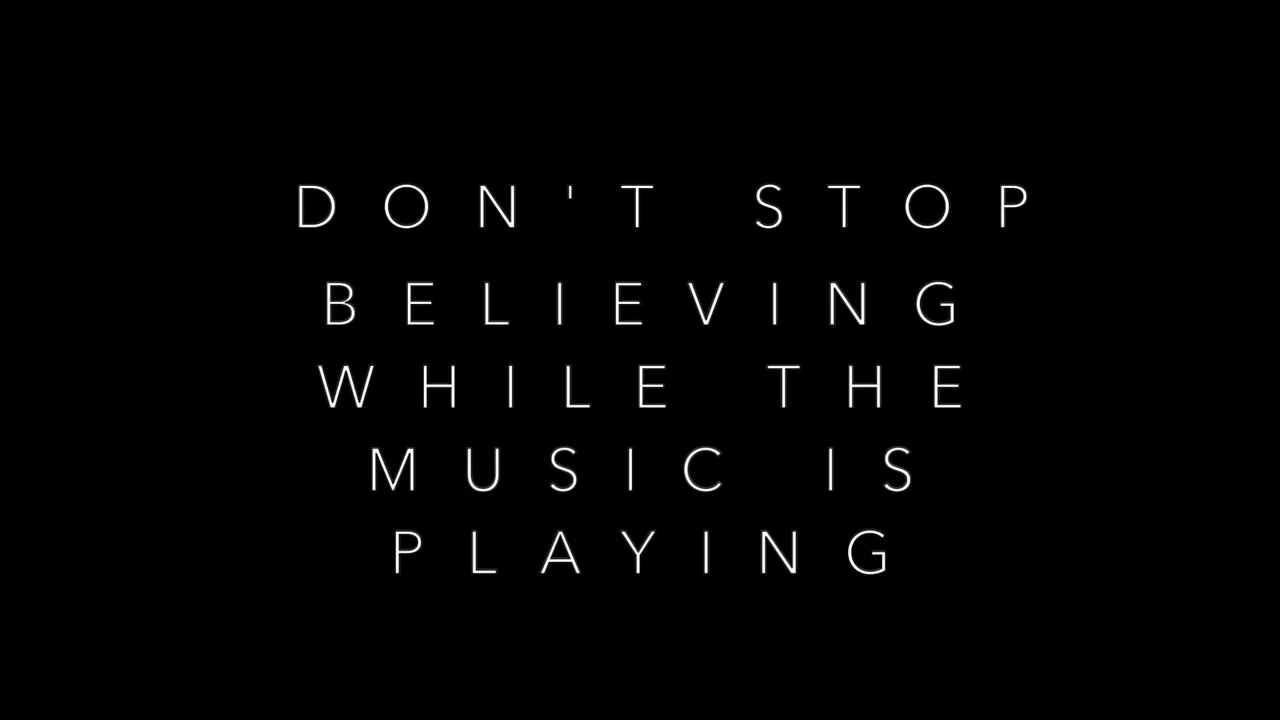 DON'T STOP
BELIEVING
WHILE THE
MUSIC IS
PLAYING